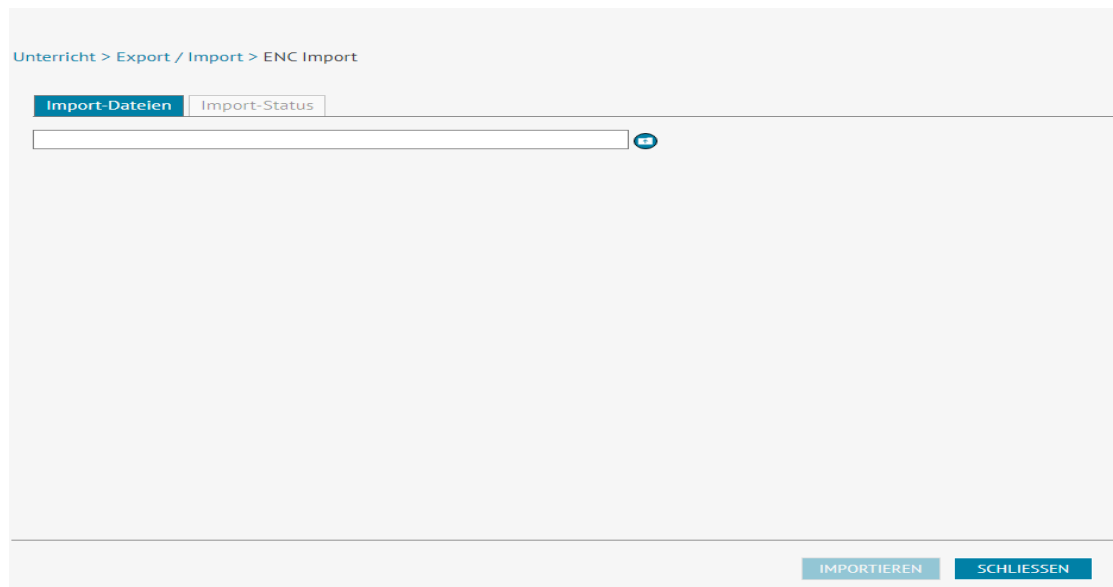 Unterricht > Export / Import > ENC Import
Import-Dateien Import-Status
IMPORTIEREN SCHLIESSEN